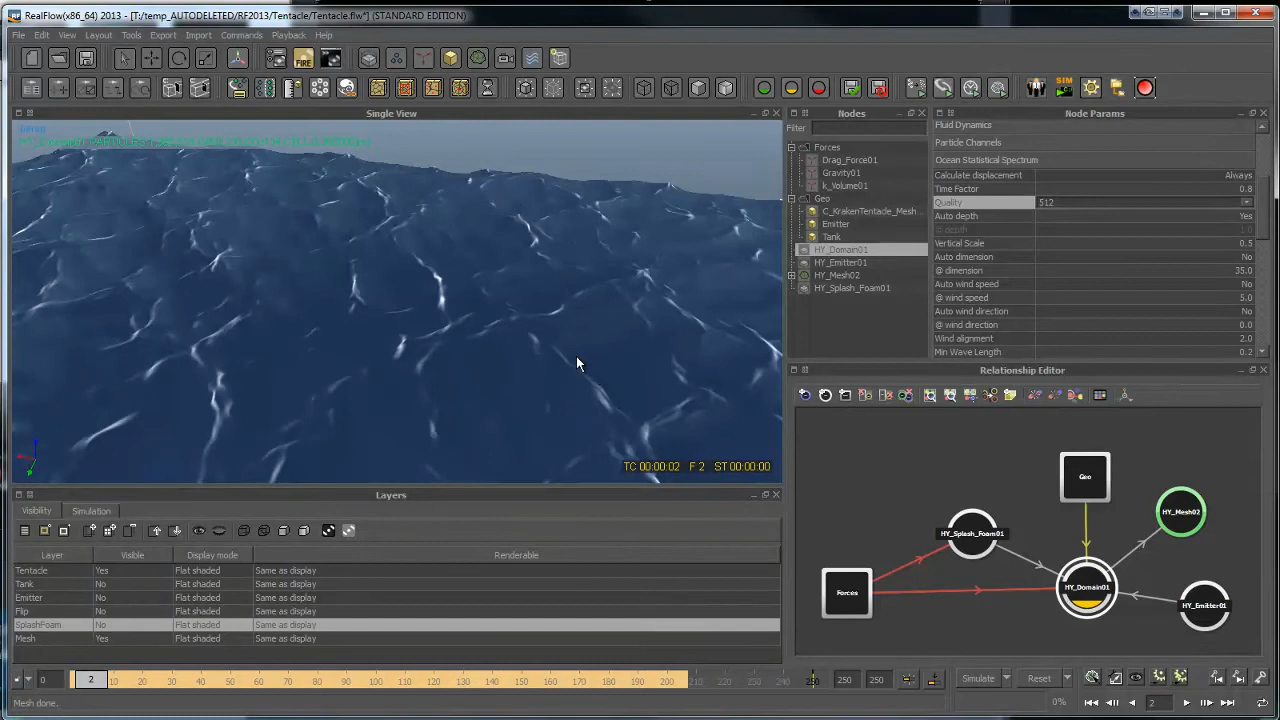 RealFlow(x86_64) 2013 - [T:/temp_AUTODELETED/RF2013/Tentacle/Tentacle.flw*] (STANDARD EDITION)
File Edit View Layout Tools Export Import Commands Playback Help
FIRE
SIM
Single View
TC 00:00:02 F 2 ST 00:00:00
Nodes
Filter
Forces
Drag_Force01
Gravity01
k_Volume01
Geo
C_KrakenTentacle_Mesh...
Emitter
Tank
HY_Domain01
HY_Emitter01
HY_Mesh02
HY_Splash_Foam01
Node Params
Fluid Dynamics
Particle Channels
Ocean Statistical Spectrum
Calculate displacement Always
Time Factor 0.8
Quality 512
Auto depth Yes
@ depth
Vertical Scale 0.5
Auto dimension No
@ dimension 35.0
Auto wind speed No
@ wind speed 5.0
Auto wind direction No
@ wind direction 0.0
Wind alignment 2.0
Min Wave Length 0.2
Relationship Editor
Geo
HY_Mesh02
HY_Splash_Foam01
Forces
HY_Domain01
HY_Emitter01
Layers
Visibility Simulation
Layer Visible Display mode Renderable
Tentacle Yes Flat shaded Same as display
Tank No Flat shaded Same as display
Emitter No Flat shaded Same as display
Flip No Flat shaded Same as display
SplashFoam No Flat shaded Same as display
Mesh Yes Flat shaded Same as display
0 2 10 20 30 40 50 60 70 80 90 100 110 120 130 140 150 160 170 180 190 200 210 220 230 240 250 250 250
Simulate Reset
Mesh done.
0% 2